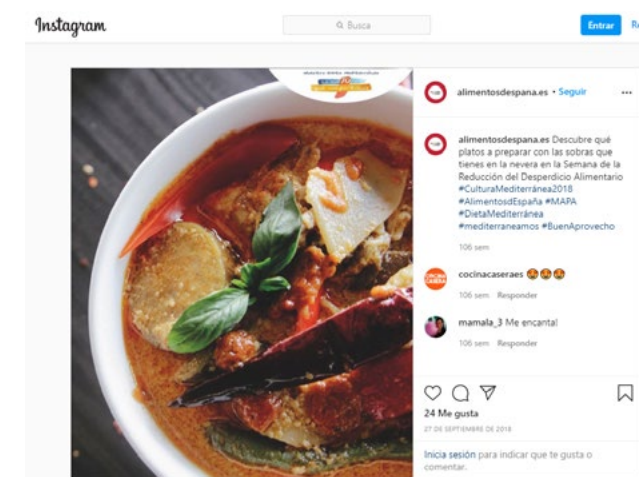 Instagram
Busca
Entrar
alimentosdespana.es • Seguir
alimentosdespana.es Descubre qué
platos a preparar con las sobras que
tienes en la nevera en la Semana de la
Reducción del Desperdicio Alimentario
#CulturaMediterránea2018
#AlimentosdEspaña #MAPA
#DietaMediterránea
#mediterraneamos #BuenAprovecho
106 sem
COCINA
CASERA
cocinacaseraes
106 sem Responder
mamala_3 Me encanta!
106 sem Responder
24 Me gusta
27 DE SEPTIEMBRE DE 2018
Inicia sesión para indicar que te gusta o
comentar.